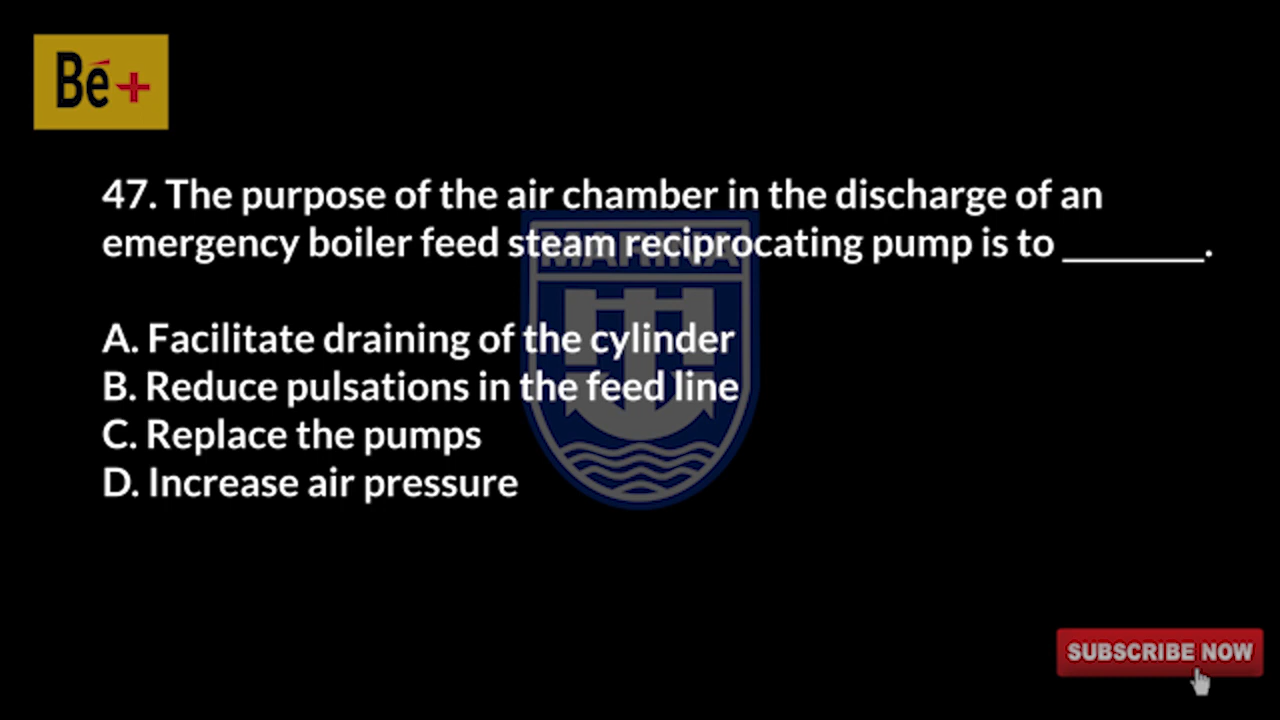 Bé+
47. The purpose of the air chamber in the discharge of an
emergency boiler feed steam reciprocating pump is to _______.
A. Facilitate draining of the cylinder
B. Reduce pulsations in the feed line
C. Replace the pumps
D. Increase air pressure
MARINA
SUBSCRIBE NOW